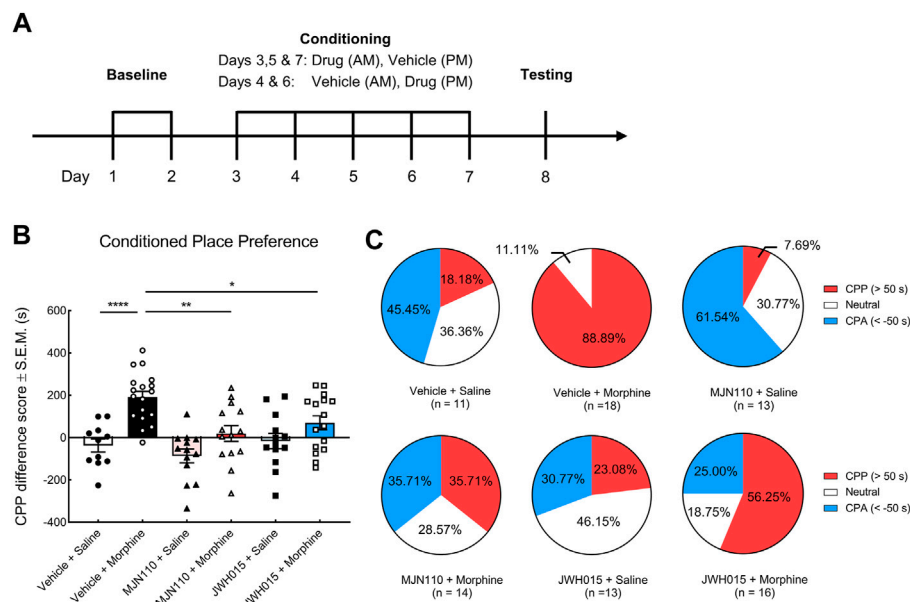 A
Conditioning
Days 3,5 & 7: Drug (AM), Vehicle (PM)
Days 4 & 6: Vehicle (AM), Drug (PM)
Baseline
Testing
Day 1 2 3 4 5 6 7 8
B
Conditioned Place Preference
CPP difference score ± S.E.M. (s)
600
400
200
0
-200
-400
****
**
*
Vehicle + Saline
Vehicle + Morphine
MJN110 + Saline
MJN110 + Morphine
JWH015 + Saline
JWH015 + Morphine
C
45.45%
18.18%
36.36%
Vehicle + Saline
(n = 11)
11.11%
88.89%
Vehicle + Morphine
(n =18)
7.69%
30.77%
61.54%
MJN110 + Saline
(n = 13)
CPP (> 50 s)
Neutral
CPA (< -50 s)
35.71%
35.71%
28.57%
MJN110 + Morphine
(n = 14)
30.77%
23.08%
46.15%
JWH015 + Saline
(n =13)
25.00%
18.75%
56.25%
JWH015 + Morphine
(n = 16)
CPP (> 50 s)
Neutral
CPA (< -50 s)